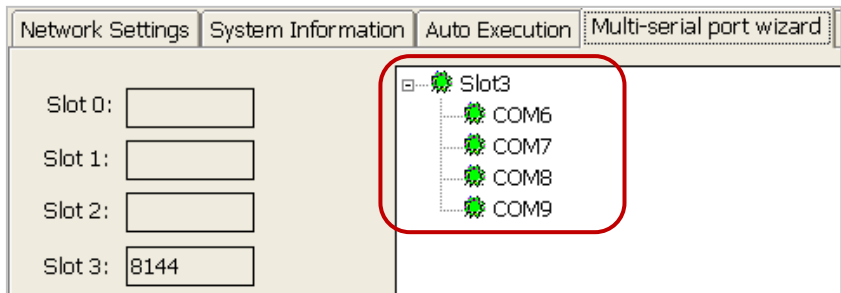 Network Settings System Information Auto Execution Multi-serial port wizard
Slot 0:
Slot 1:
Slot 2:
Slot 3: 8144
Slot3
COM6
COM7
COM8
COM9